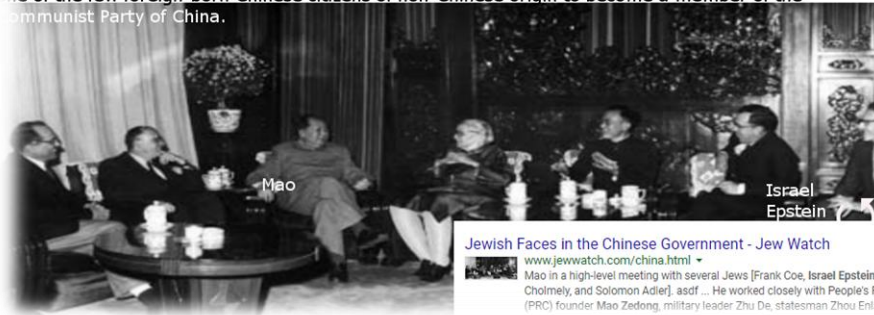 one of the few foreign-born Chinese citizens of non-Chinese origin to become a member of the
Communist Party of China.
Mao
Israel
Epstein
Jewish Faces in the Chinese Government - Jew Watch
www.jewwatch.com/china.html
Mao in a high-level meeting with several Jews [Frank Coe, Israel Epstein
Cholmely, and Solomon Adler]. asdf ... He worked closely with People's R
(PRC) founder Mao Zedong, military leader Zhu De, statesman Zhou Enl